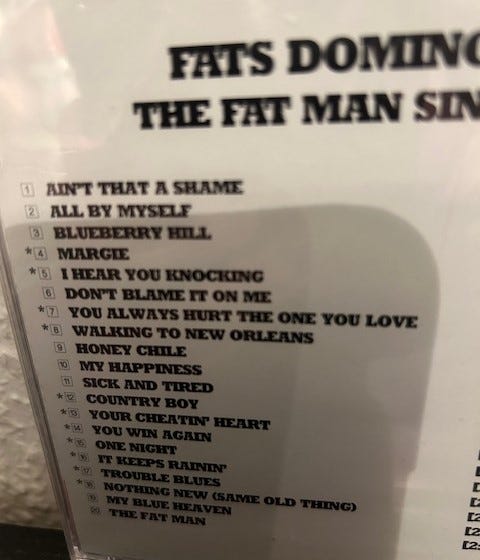 FATS DOMINO
THE FAT MAN SIN
1 AIN'T THAT A SHAME
2 ALL BY MYSELF
3 BLUEBERRY HILL
*4 MARGIE
*5 I HEAR YOU KNOCKING
6 DON'T BLAME IT ON ME
*7 YOU ALWAYS HURT THE ONE YOU LOVE
*8 WALKING TO NEW ORLEANS
9 HONEY CHILE
10 MY HAPPINESS
11 SICK AND TIRED
*12 COUNTRY BOY
*13 YOUR CHEATIN' HEART
*14 YOU WIN AGAIN
*15 ONE NIGHT
*16 IT KEEPS RAININ'
*17 TROUBLE BLUES
*18 NOTHING NEW (SAME OLD THING)
19 MY BLUE HEAVEN
20 THE FAT MAN